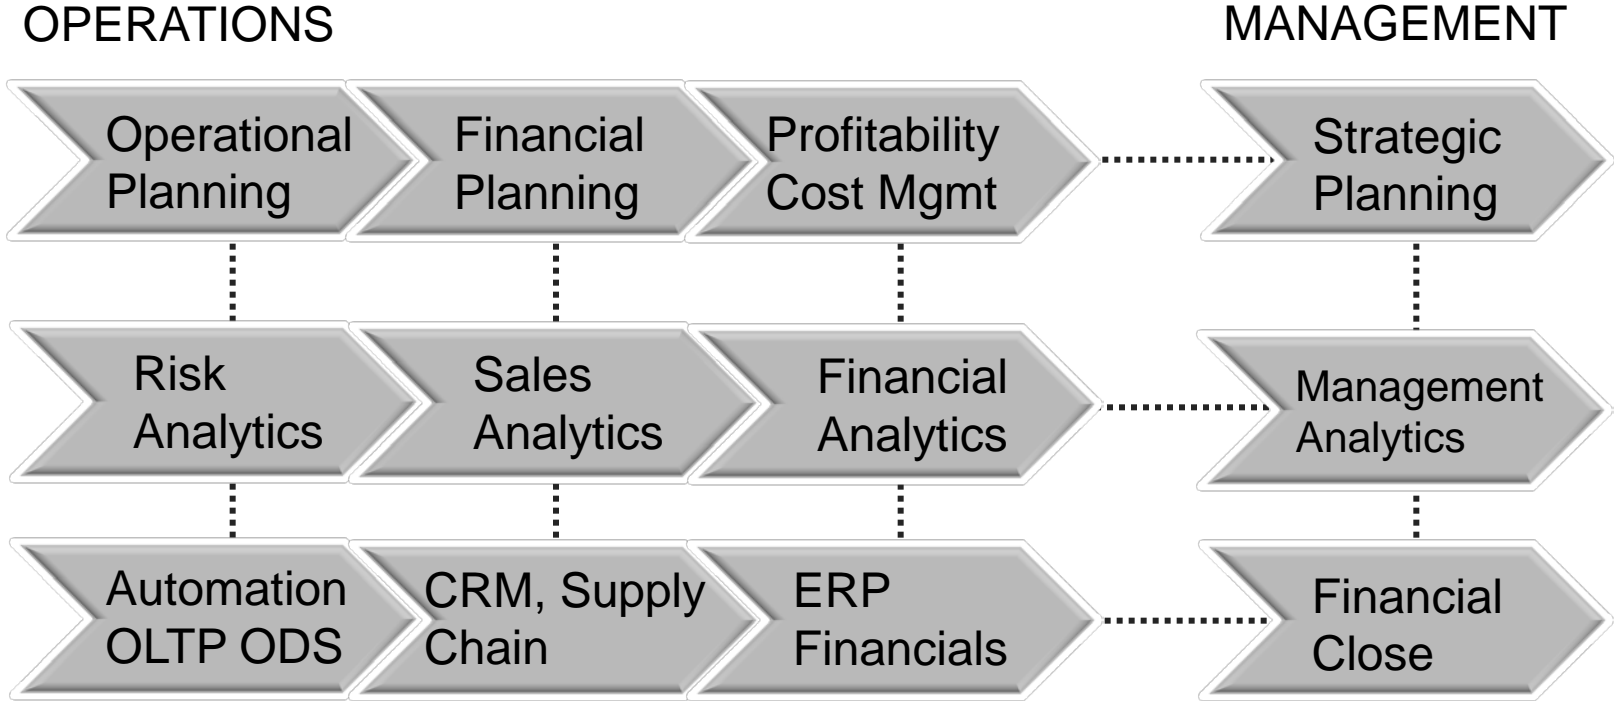 OPERATIONS
MANAGEMENT
Operational
Planning
Financial
Planning
Profitability
Cost Mgmt
Strategic
Planning
Risk
Analytics
Sales
Analytics
Financial
Analytics
Management
Analytics
Automation
OLTP ODS
CRM, Supply
Chain
ERP
Financials
Financial
Close